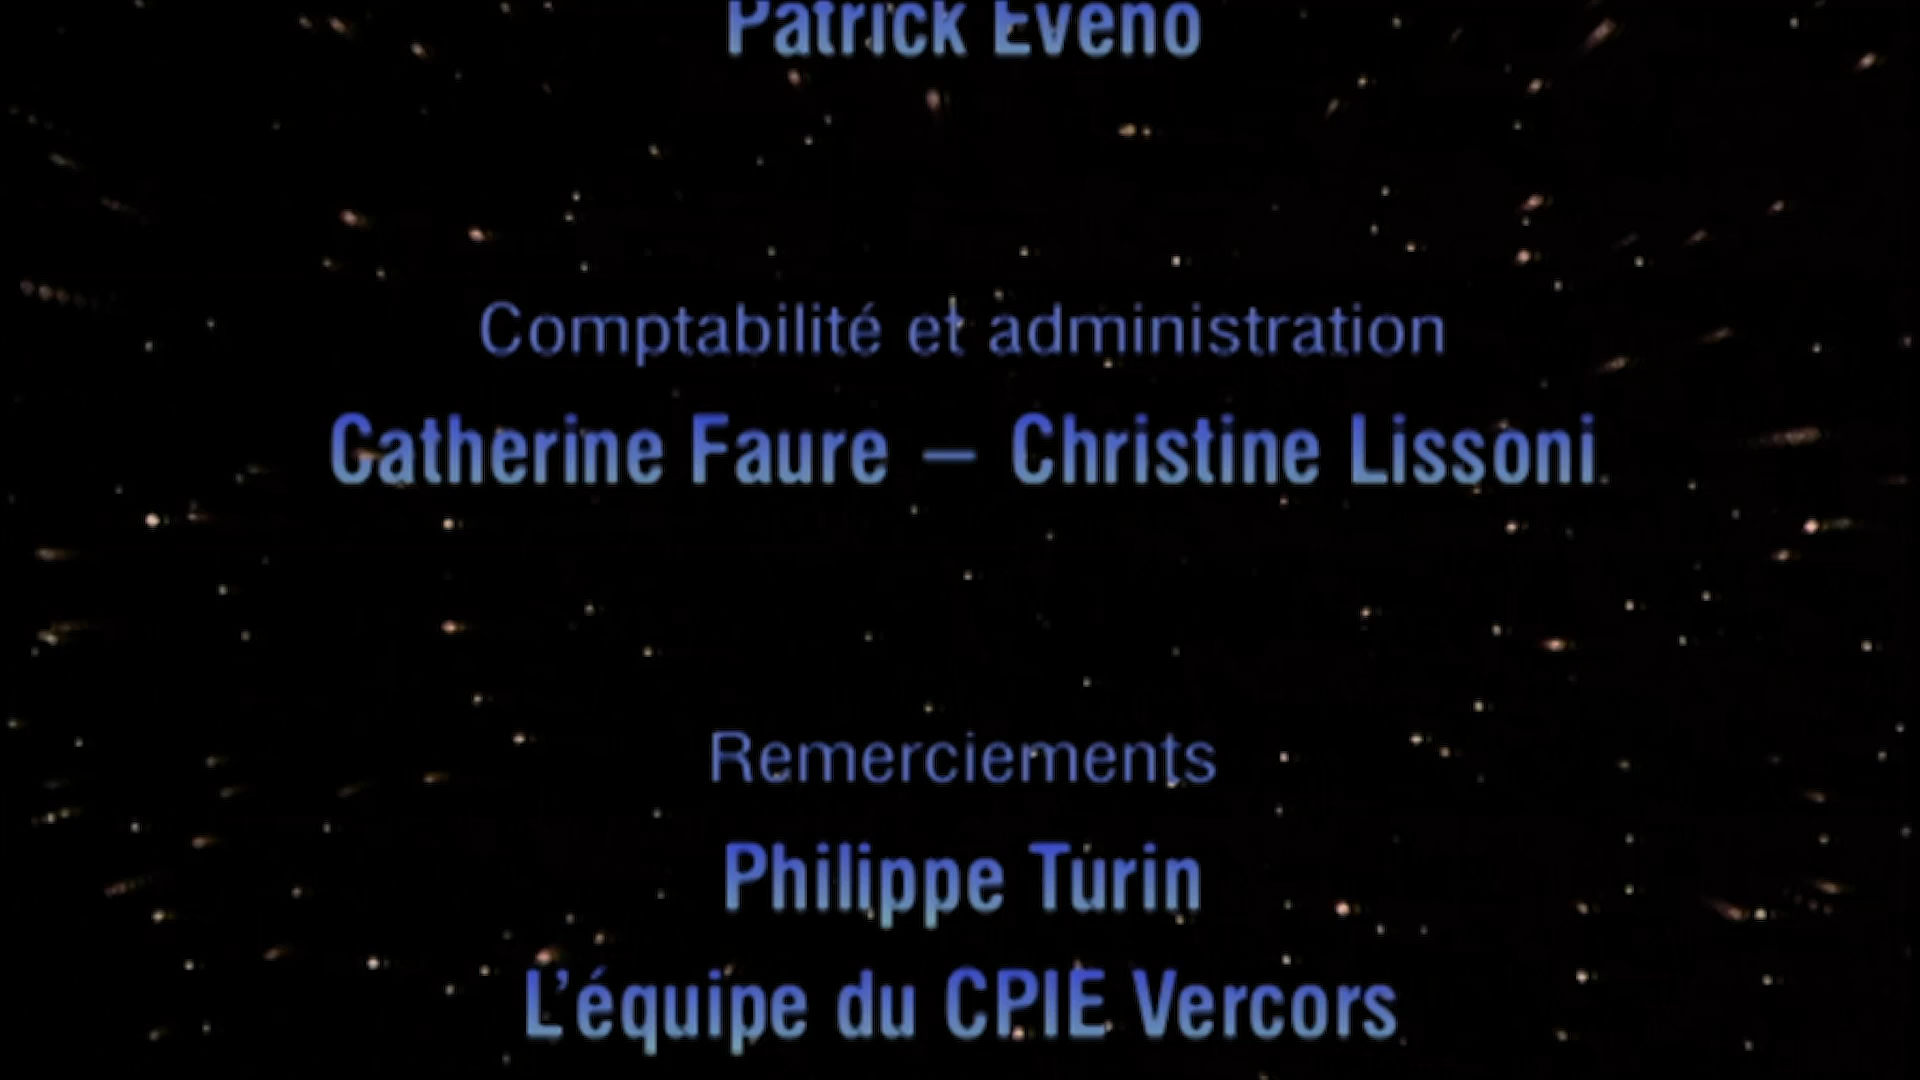 Patrick Eveno
Comptabilité et administration
Catherine Faure – Christine Lissoni
Remerciements
Philippe Turin
L’équipe du CPIE Vercors